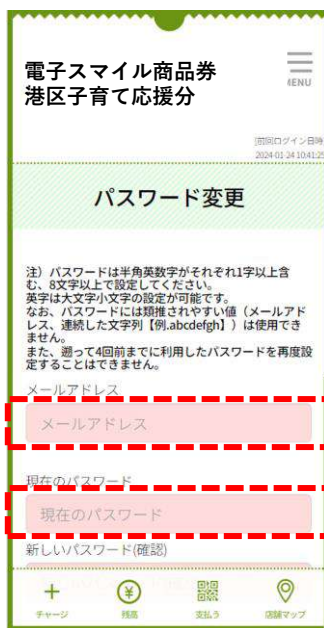 電子スマイル商品券
港区子育て応援分
MENU
[前回ログイン日時
2024-01-24 10:41:25
パスワード変更
注）パスワードは半角英数字がそれぞれ1字以上含
む、8文字以上で設定してください。
英字は大文字小文字の設定が可能です。
なお、パスワードには類推されやすい値（メールアド
レス、連続した文字列【例.abcdefgh】）は使用でき
ません。
また、遡って4回前までに利用したパスワードを再度設
定することはできません。
メールアドレス
メールアドレス
現在のパスワード
現在のパスワード
新しいパスワード(確認)
チャージ
残高
支払う
店舗マップ